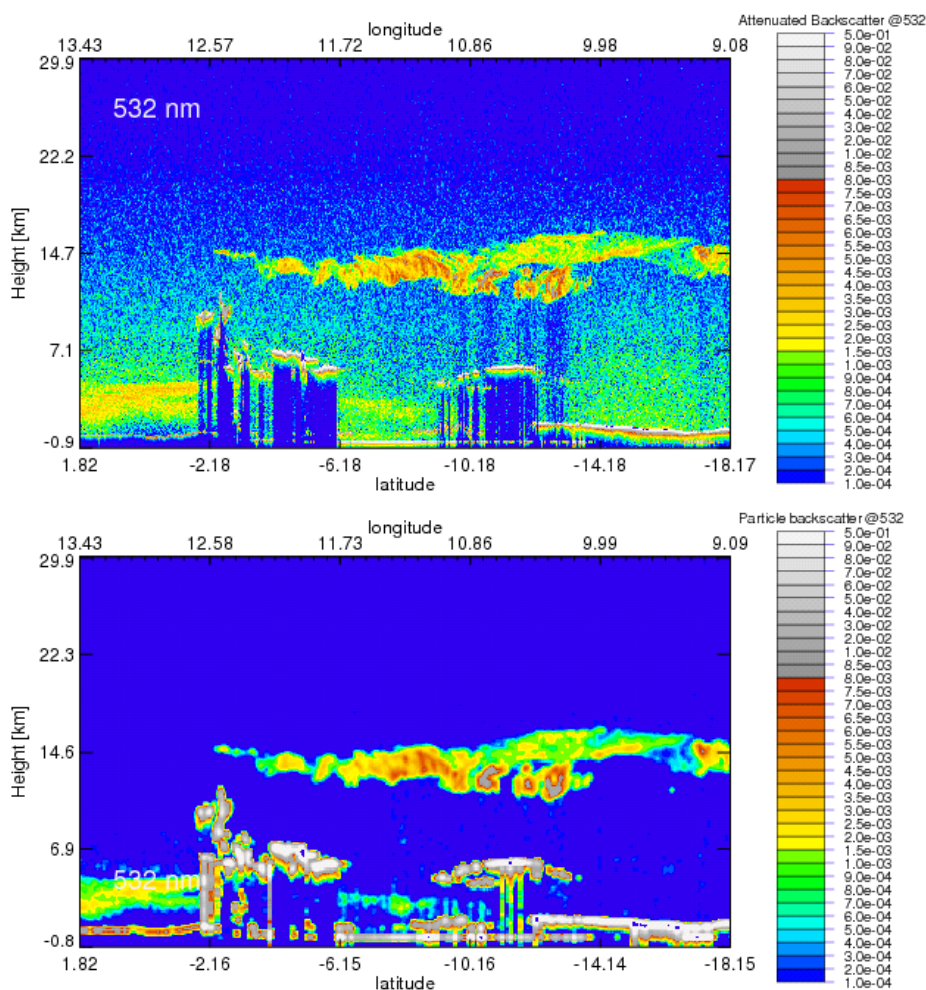 longitude
Attenuated Backscatter @532
13.43 12.57 11.72 10.86 9.98 9.08
29.9
22.2
14.7
7.1
-0.9
Height [km]
532 nm
1.82 -2.18 -6.18 -10.18 -14.18 -18.17
latitude
5.0e-01
9.0e-02
8.0e-02
7.0e-02
6.0e-02
5.0e-02
4.0e-02
3.0e-02
2.0e-02
1.0e-02
8.5e-03
8.0e-03
7.5e-03
7.0e-03
6.5e-03
6.0e-03
5.5e-03
5.0e-03
4.5e-03
4.0e-03
3.5e-03
3.0e-03
2.5e-03
2.0e-03
1.5e-03
1.0e-03
9.0e-04
8.0e-04
7.0e-04
6.0e-04
5.0e-04
4.0e-04
3.0e-04
2.0e-04
1.0e-04
longitude
Particle backscatter @532
13.43 12.58 11.73 10.86 9.99 9.09
29.9
22.3
14.6
6.9
-0.8
Height [km]
532 nm
1.82 -2.16 -6.15 -10.16 -14.14 -18.15
latitude
5.0e-01
9.0e-02
8.0e-02
7.0e-02
6.0e-02
5.0e-02
4.0e-02
3.0e-02
2.0e-02
1.0e-02
8.5e-03
8.0e-03
7.5e-03
7.0e-03
6.5e-03
6.0e-03
5.5e-03
5.0e-03
4.5e-03
4.0e-03
3.5e-03
3.0e-03
2.5e-03
2.0e-03
1.5e-03
1.0e-03
9.0e-04
8.0e-04
7.0e-04
6.0e-04
5.0e-04
4.0e-04
3.0e-04
2.0e-04
1.0e-04